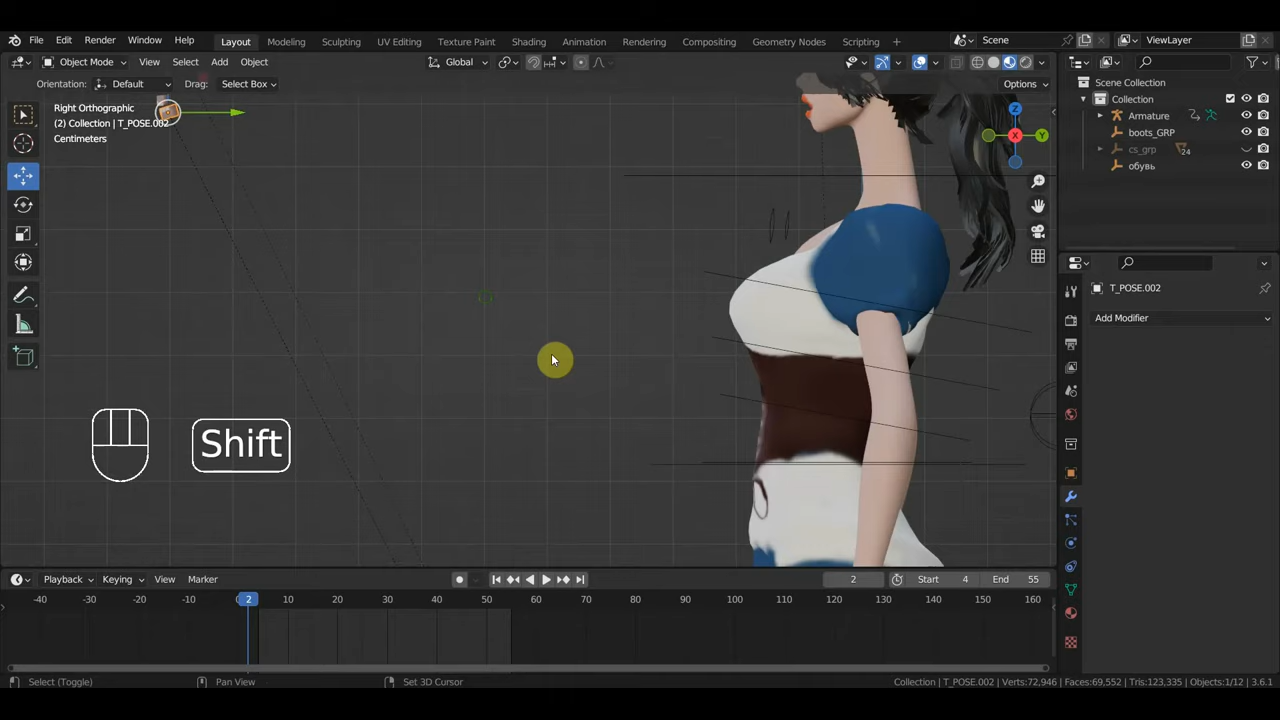 File Edit Render Window Help
Layout Modeling Sculpting UV Editing Texture Paint Shading Animation Rendering Compositing Geometry Nodes Scripting +
Scene
ViewLayer
Object Mode View Select Add Object
Global
Orientation: Default Drag: Select Box
Options
Right Orthographic
(2) Collection | T_POSE.002
Centimeters
Z
Y
X
Scene Collection
Collection
Armature
boots_GRP
cs_grp 24
обувь
T_POSE.002
Add Modifier
Shift
Playback Keying View Marker
2 Start 4 End 55
-40 -30 -20 -10 2 10 20 30 40 50 60 70 80 90 100 110 120 130 140 150 160
Select (Toggle) Pan View Set 3D Cursor
Collection | T_POSE.002 | Verts:72,946 | Faces:69,552 | Tris:123,335 | Objects:1/12 | 3.6.1